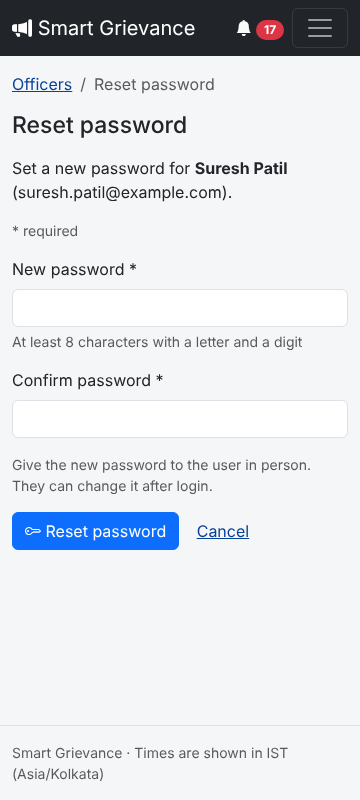 Smart Grievance 17
Officers / Reset password
Reset password
Set a new password for Suresh Patil
(suresh.patil@example.com).
* required
New password *
At least 8 characters with a letter and a digit
Confirm password *
Give the new password to the user in person.
They can change it after login.
Reset password Cancel
Smart Grievance · Times are shown in IST
(Asia/Kolkata)